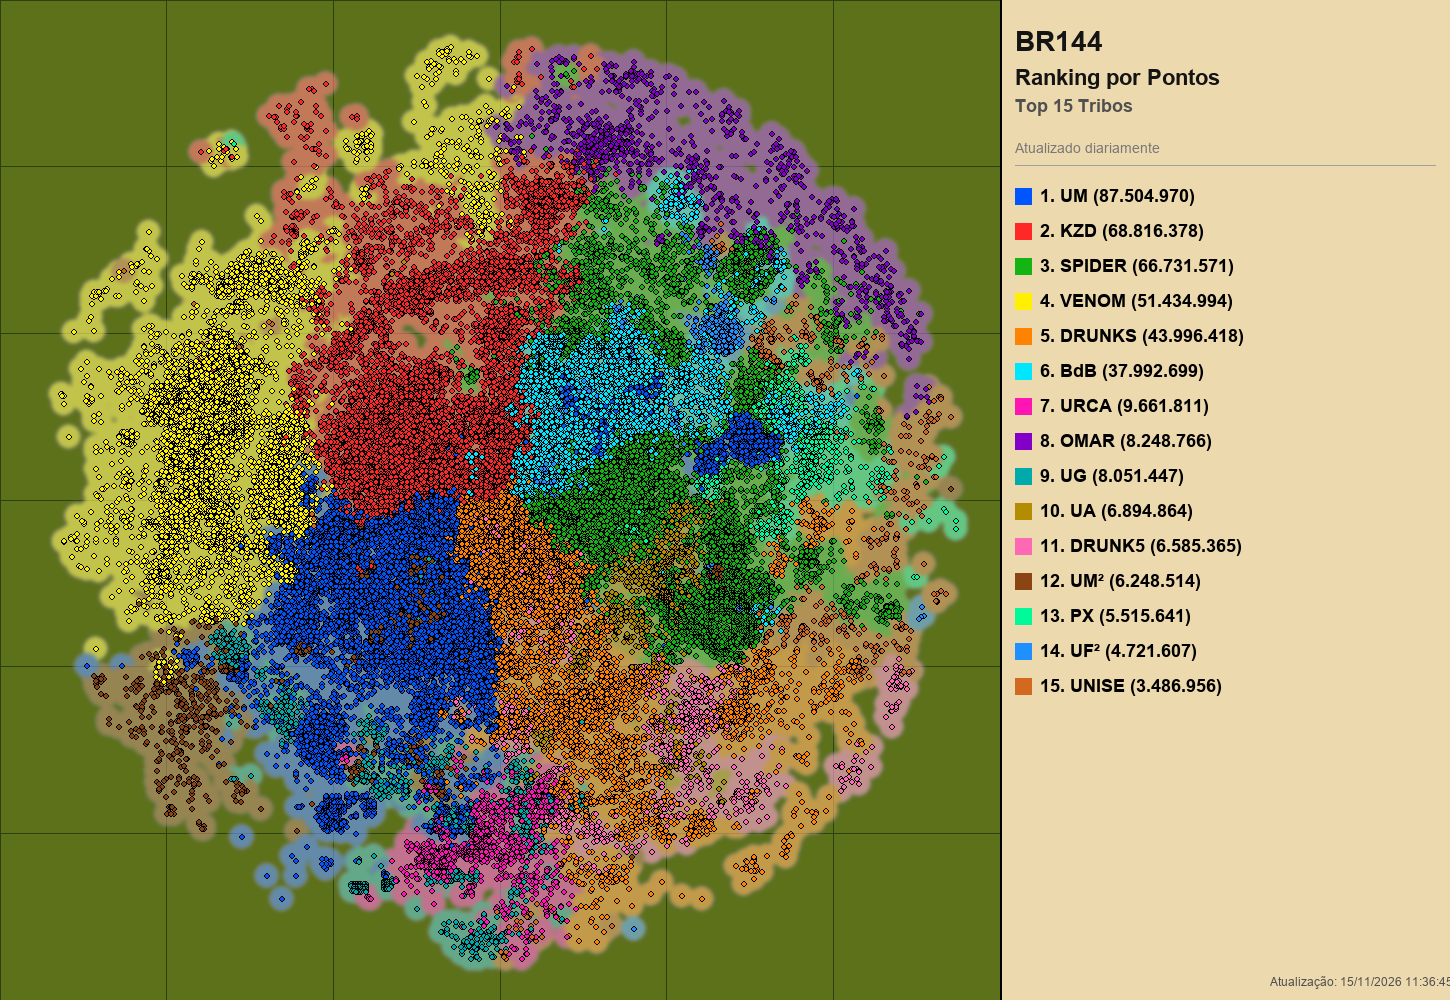 BR144
Ranking por Pontos
Top 15 Tribos
Atualizado diariamente
1. UM (87.504.970)
2. KZD (68.816.378)
3. SPIDER (66.731.571)
4. VENOM (51.434.994)
5. DRUNKS (43.996.418)
6. BdB (37.992.699)
7. URCA (9.661.811)
8. OMAR (8.248.766)
9. UG (8.051.447)
10. UA (6.894.864)
11. DRUNK5 (6.585.365)
12. UM² (6.248.514)
13. PX (5.515.641)
14. UF² (4.721.607)
15. UNISE (3.486.956)
Atualização: 15/11/2026 11:36:45